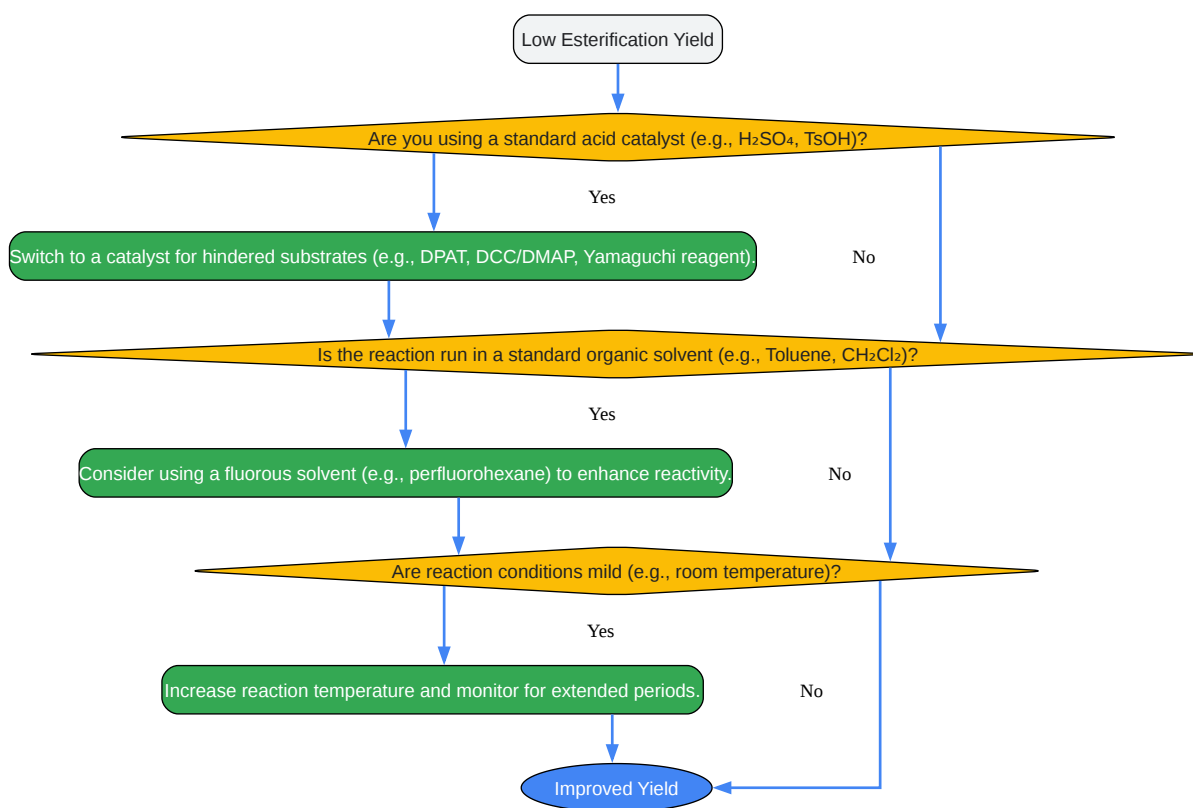 Low Esterification Yield
Are you using a standard acid catalyst (e.g., H₂SO₄, TsOH)?
Yes
Switch to a catalyst for hindered substrates (e.g., DPAT, DCC/DMAP, Yamaguchi reagent).
No
Is the reaction run in a standard organic solvent (e.g., Toluene, CH₂Cl₂)?
Yes
Consider using a fluorous solvent (e.g., perfluorohexane) to enhance reactivity.
No
Are reaction conditions mild (e.g., room temperature)?
Yes
Increase reaction temperature and monitor for extended periods.
No
Improved Yield